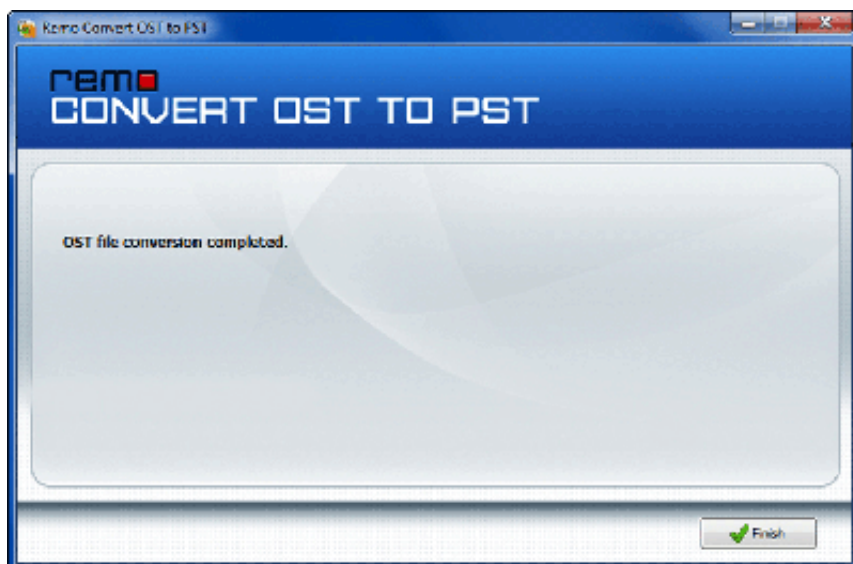 Remo Convert OST to PST
remo
CONVERT OST TO PST
OST file conversion completed.
Finish